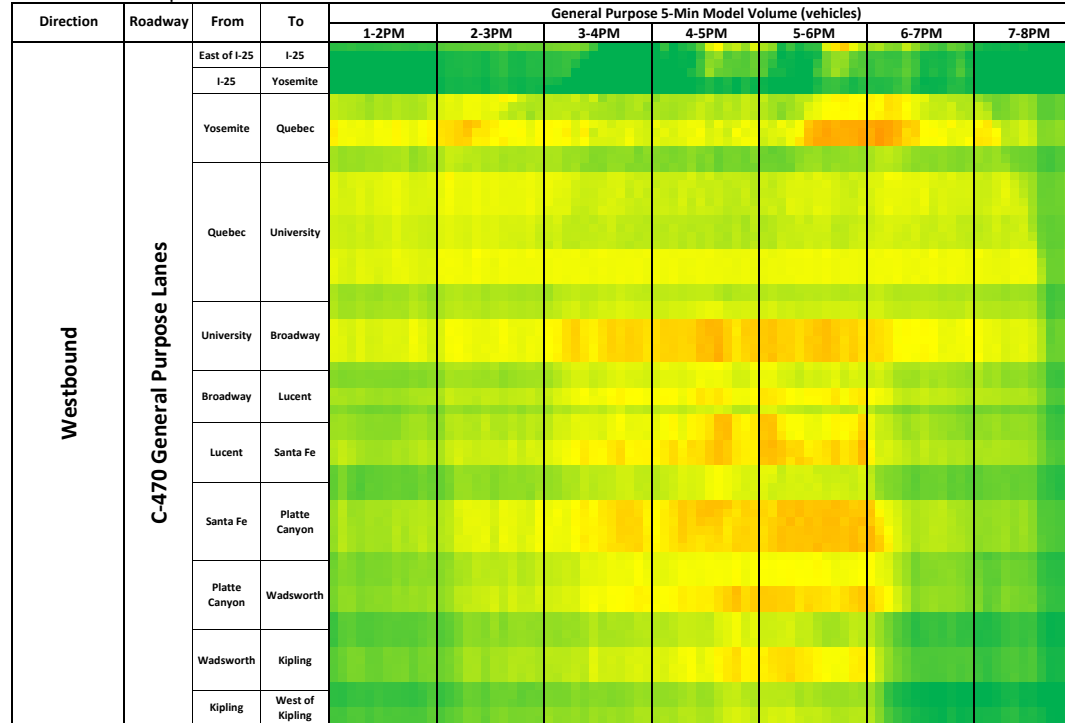 Direction Roadway From To General Purpose 5-Min Model Volume (vehicles)
1-2PM 2-3PM 3-4PM 4-5PM 5-6PM 6-7PM 7-8PM
Westbound
C-470 General Purpose Lanes
East of I-25 I-25
I-25 Yosemite
Yosemite Quebec
Quebec University
University Broadway
Broadway Lucent
Lucent Santa Fe
Santa Fe Platte
Canyon
Platte
Canyon Wadsworth
Wadsworth Kipling
Kipling West of
Kipling